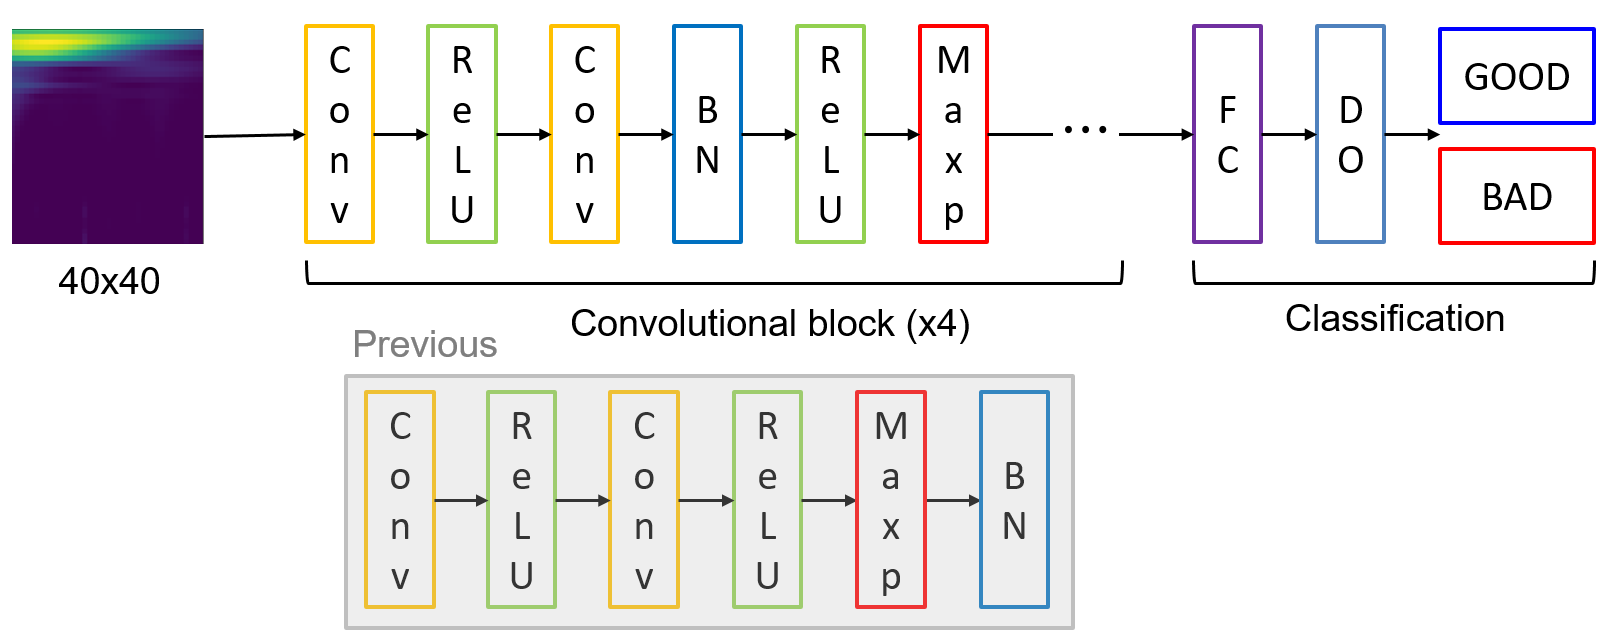 Conv
ReLU
Conv
BN
ReLU
Maxp
...
FC
DO
GOOD
BAD
40x40
Convolutional block (x4)
Classification
Previous
Conv
ReLU
Conv
ReLU
Maxp
BN